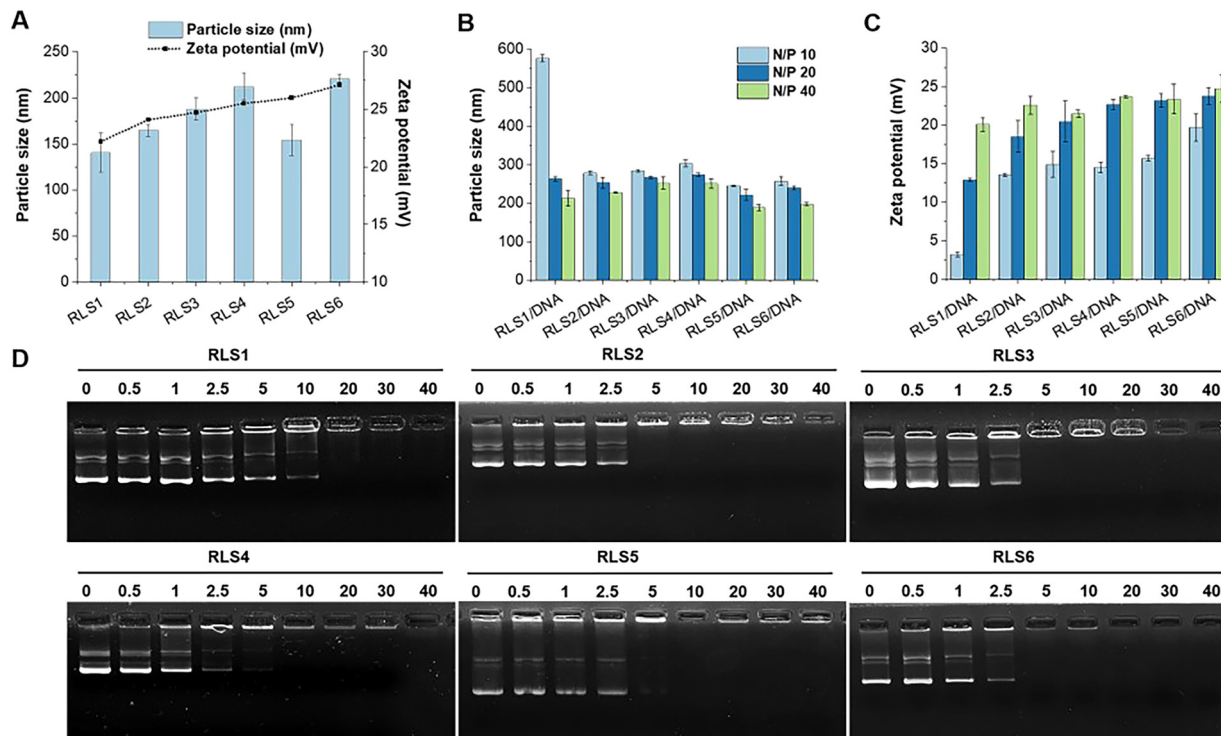 A
Particle size (nm)
Zeta potential (mV)
250
200
150
100
50
0
Particle size (nm)
30
25
20
15
10
Zeta potential (mV)
RLS1 RLS2 RLS3 RLS4 RLS5 RLS6
B
600
500
400
300
200
100
0
Particle size (nm)
N/P 10
N/P 20
N/P 40
RLS1/DNA RLS2/DNA RLS3/DNA RLS4/DNA RLS5/DNA RLS6/DNA
C
30
25
20
15
10
5
0
Zeta potential (mV)
RLS1/DNA RLS2/DNA RLS3/DNA RLS4/DNA RLS5/DNA RLS6/DNA
D
RLS1
0 0.5 1 2.5 5 10 20 30 40
RLS2
0 0.5 1 2.5 5 10 20 30 40
RLS3
0 0.5 1 2.5 5 10 20 30 40
RLS4
0 0.5 1 2.5 5 10 20 30 40
RLS5
0 0.5 1 2.5 5 10 20 30 40
RLS6
0 0.5 1 2.5 5 10 20 30 40